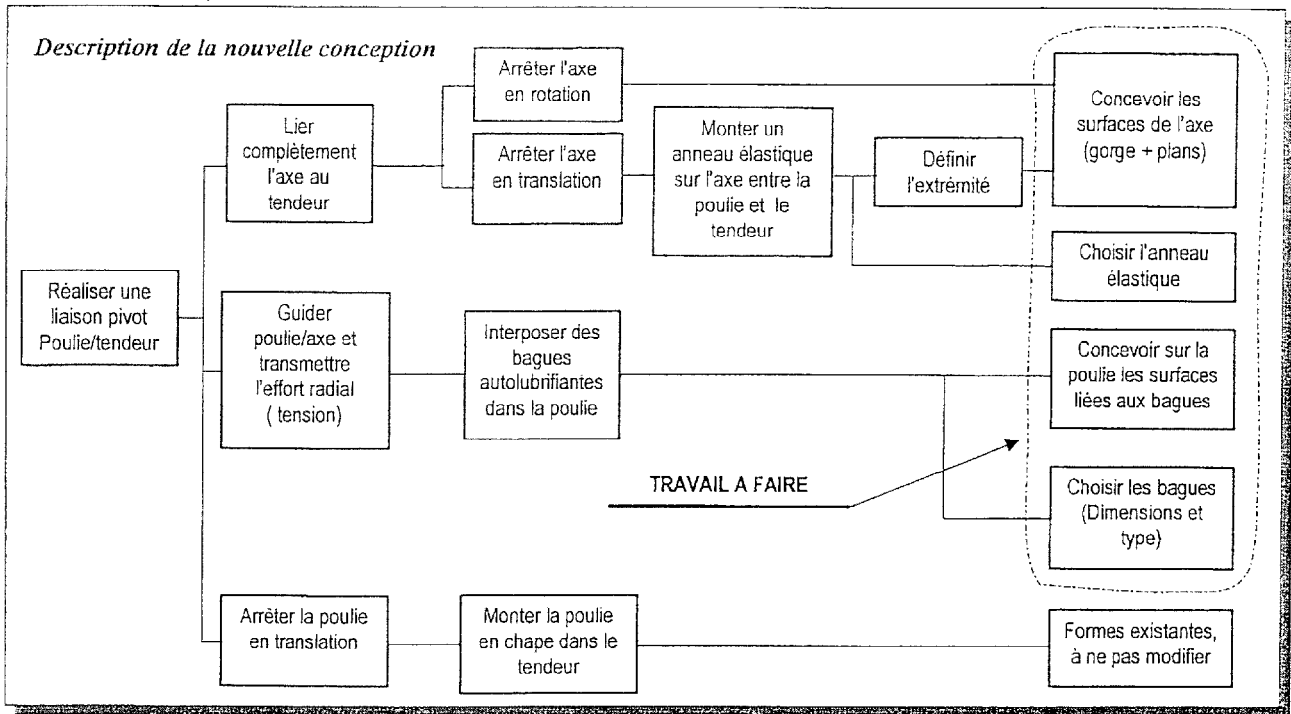 Description de la nouvelle conception
Arrêter l'axe
en rotation
Lier
complètement
l'axe au
tendeur
Arrêter l'axe
en translation
Monter un
anneau élastique
sur l'axe entre la
poulie et le
tendeur
Définir
l'extrémité
Concevoir les
surfaces de l'axe
(gorge + plans)
Choisir l'anneau
élastique
Réaliser une
liaison pivot
Poulie/tendeur
Guider
poulie/axe et
transmettre
l'effort radial
( tension)
Interposer des
bagues
autolubrifiantes
dans la poulie
Concevoir sur la
poulie les surfaces
liées aux bagues
TRAVAIL A FAIRE
Choisir les bagues
(Dimensions et
type)
Arrêter la poulie
en translation
Monter la poulie
en chape dans le
tendeur
Formes existantes,
à ne pas modifier